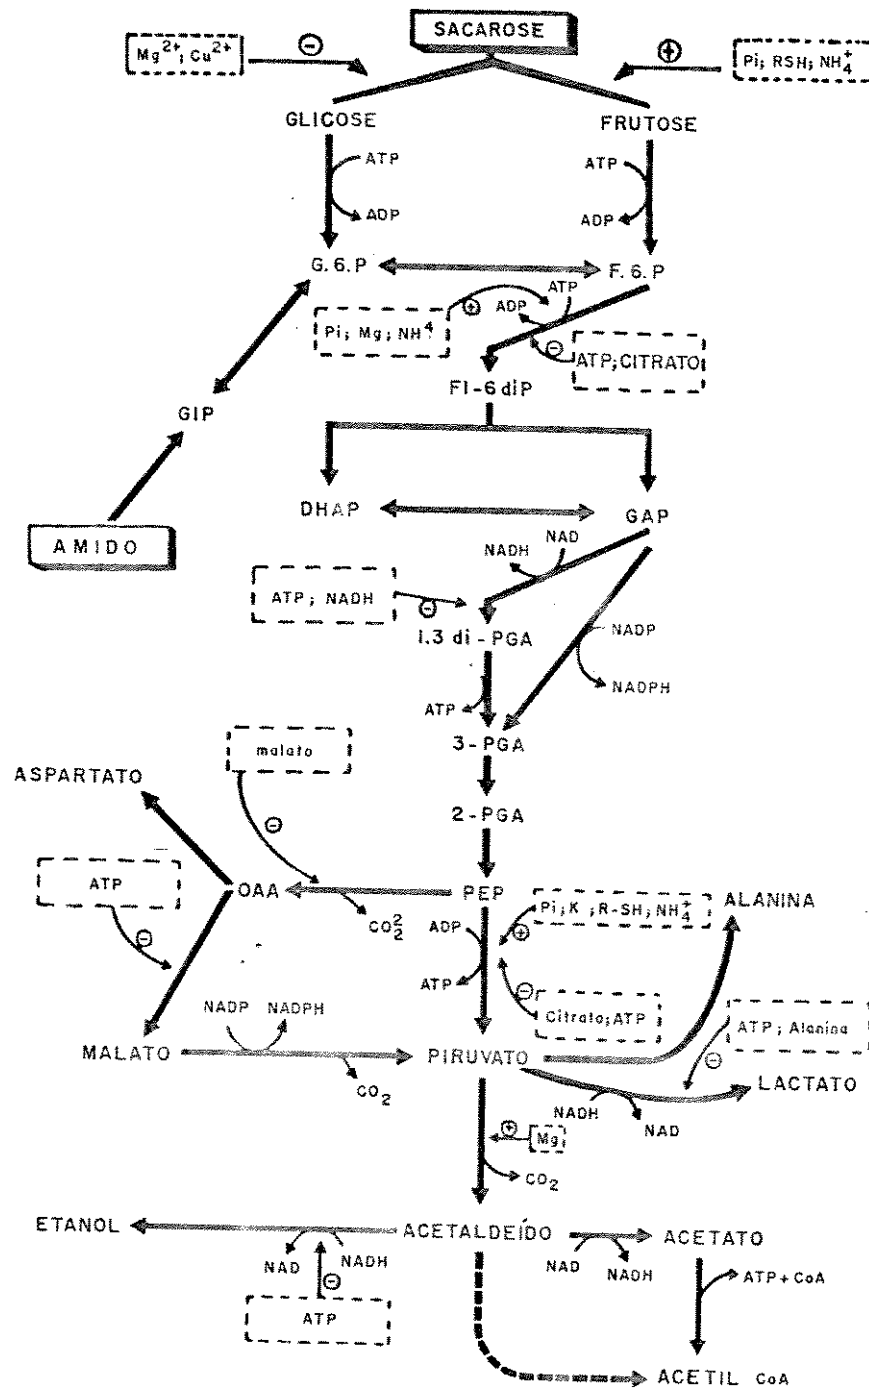 SACAROSE
Mg2+; Cu2+
⊖
⊕
Pi; RSH; NH4+
GLICOSE
FRUTOSE
ATP
ADP
ATP
ADP
G.6.P
F.6.P
ATP
ADP
⊕
Pi; Mg; NH4
⊖
ATP;CITRATO
F1-6 diP
GIP
DHAP
GAP
AMIDO
NADH
NAD
ATP; NADH
⊖
1.3 di-PGA
NADP
NADPH
ATP
3-PGA
malato
ASPARTATO
⊖
2-PGA
ATP
OAA
PEP
Pi; K ;R-SH; NH4+
ALANINA
CO22
ADP
⊕
⊖
ATP
⊖
Citrato;ATP
ATP; Alanina
NADP
NADPH
⊖
MALATO
PIRUVATO
LACTATO
CO2
NADH
NAD
⊕
Mg
CO2
ETANOL
ACETALDEÍDO
ACETATO
NAD
NADH
NAD
NADH
⊖
ATP
ATP + CoA
ACETIL CoA